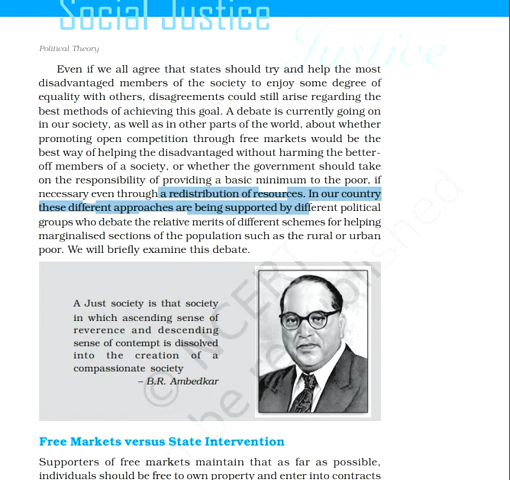 Social Justice
Justice
Political Theory
Even if we all agree that states should try and help the most
disadvantaged members of the society to enjoy some degree of
equality with others, disagreements could still arise regarding the
best methods of achieving this goal. A debate is currently going on
in our society, as well as in other parts of the world, about whether
promoting open competition through free markets would be the
best way of helping the disadvantaged without harming the better-
off members of a society, or whether the government should take
on the responsibility of providing a basic minimum to the poor, if
necessary even through a redistribution of resources. In our country
these different approaches are being supported by different political
groups who debate the relative merits of different schemes for helping
marginalised sections of the population such as the rural or urban
poor. We will briefly examine this debate.
A Just society is that society
in which ascending sense of
reverence and descending
sense of contempt is dissolved
into the creation of a
compassionate society
– B.R. Ambedkar
© NCERT
be republished
Free Markets versus State Intervention
Supporters of free markets maintain that as far as possible,
individuals should be free to own property and enter into contracts